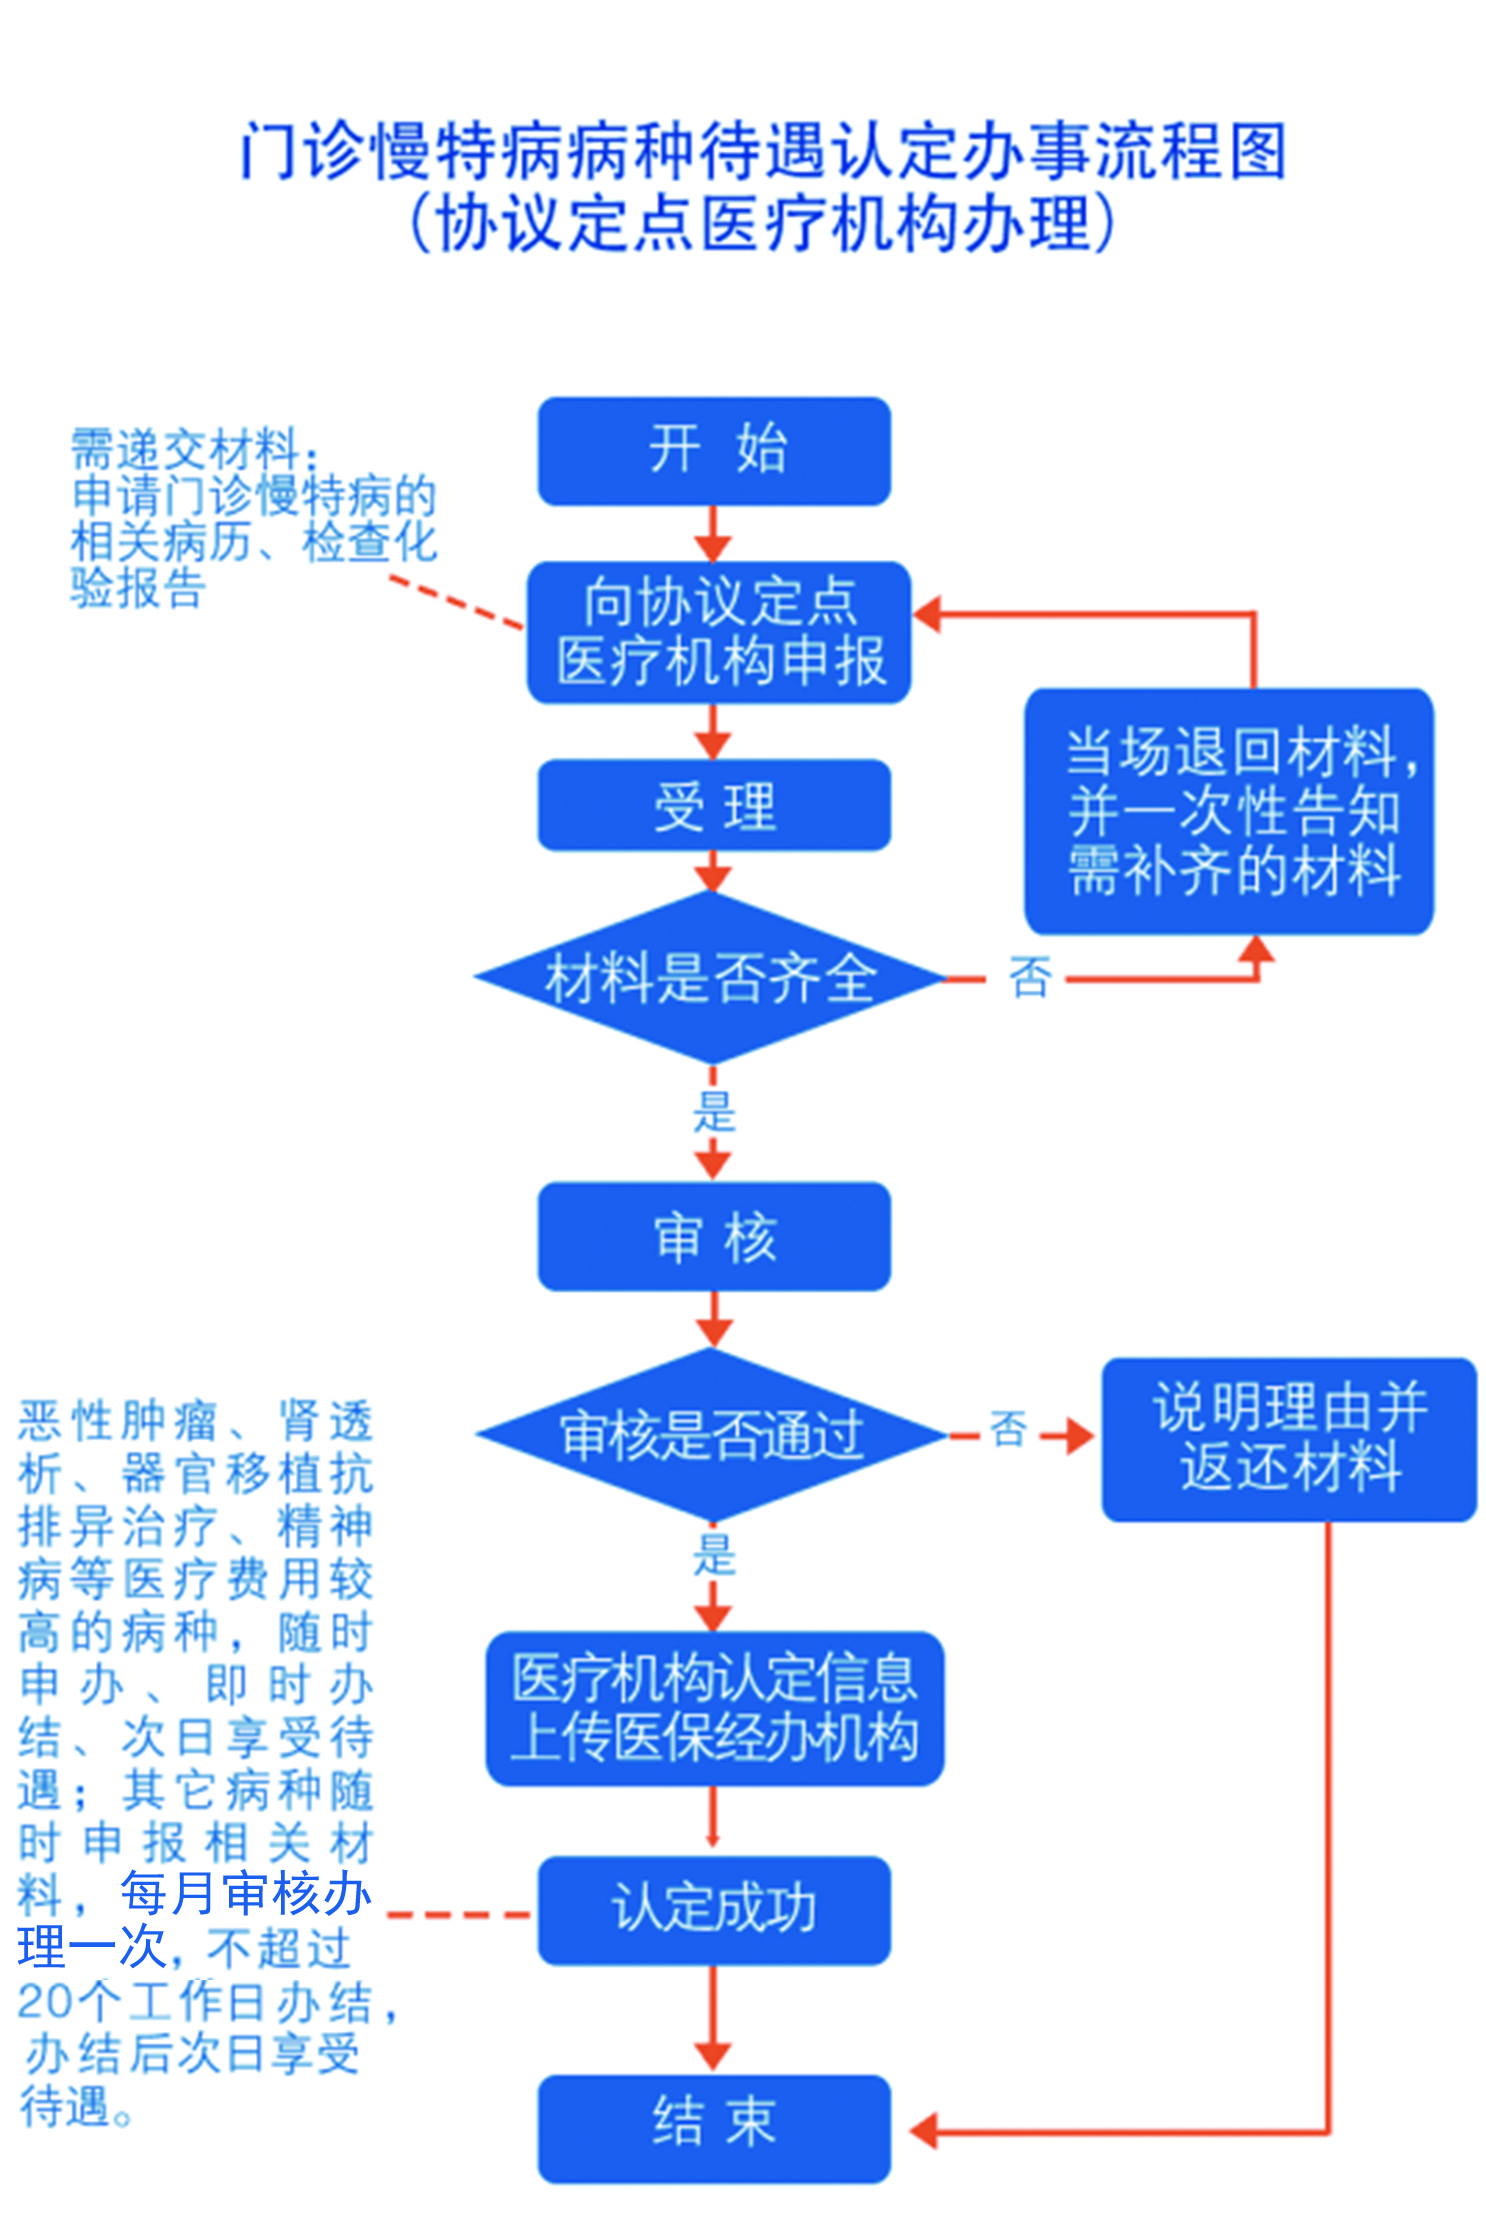 门诊慢特病病种待遇认定办事流程图
（协议定点医疗机构办理）
开 始
需递交材料：
申请门诊慢特病的
相关病历、检查化
验报告
向协议定点
医疗机构申报
受 理
当场退回材料，
并一次性告知
需补齐的材料
材料是否齐全
否
是
审 核
审核是否通过
否
说明理由并
返还材料
是
医疗机构认定信息
上传医保经办机构
恶性肿瘤、肾透
析、器官移植抗
排异治疗、精神
病等医疗费用较
高的病种，随时
申办、即时办
结、次日享受待
遇；其它病种随
时申报相关材
料，每月审核办
理一次，不超过
20个工作日办结，
办结后次日享受
待遇。
认定成功
结 束